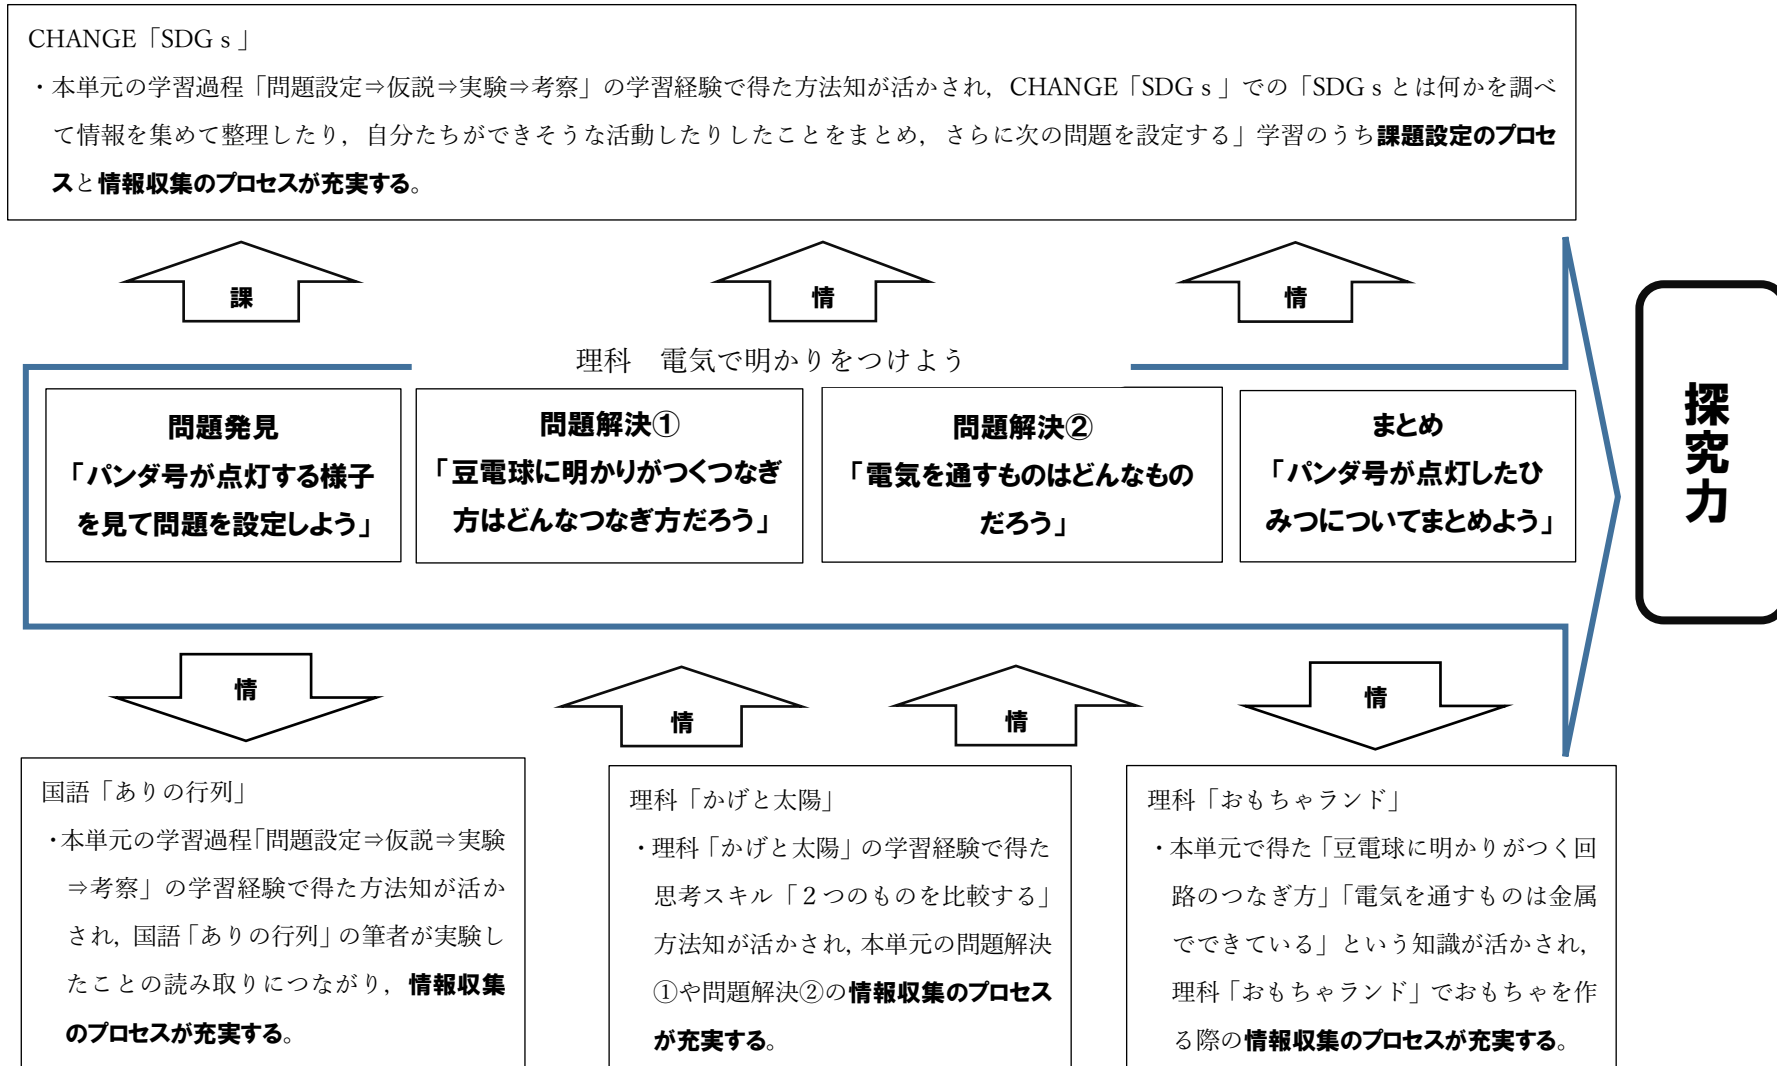 CHANGE「SDGｓ」
・本単元の学習過程「問題設定⇒仮説⇒実験⇒考察」の学習経験で得た方法知が活かされ，CHANGE「SDGｓ」での「SDGｓとは何かを調べ
て情報を集めて整理したり，自分たちができそうな活動したりしたことをまとめ，さらに次の問題を設定する」学習のうち課題設定のプロセ
スと情報収集のプロセスが充実する。
課
情
情
理科　電気で明かりをつけよう
問題発見
「パンダ号が点灯する様子
を見て問題を設定しよう」
問題解決①
「豆電球に明かりがつくつなぎ
方はどんなつなぎ方だろう」
問題解決②
「電気を通すものはどんなもの
だろう」
まとめ
「パンダ号が点灯したひ
みつについてまとめよう」
探究力
情
情
情
情
国語「ありの行列」
・本単元の学習過程「問題設定⇒仮説⇒実験
⇒考察」の学習経験で得た方法知が活か
され，国語「ありの行列」の筆者が実験し
たことの読み取りにつながり，情報収集
のプロセスが充実する。
理科「かげと太陽」
・理科「かげと太陽」の学習経験で得た
思考スキル「２つのものを比較する」
方法知が活かされ，本単元の問題解決
①や問題解決②の情報収集のプロセス
が充実する。
理科「おもちゃランド」
・本単元で得た「豆電球に明かりがつく回
路のつなぎ方」「電気を通すものは金属
でできている」という知識が活かされ，
理科「おもちゃランド」でおもちゃを作
る際の情報収集のプロセスが充実する。